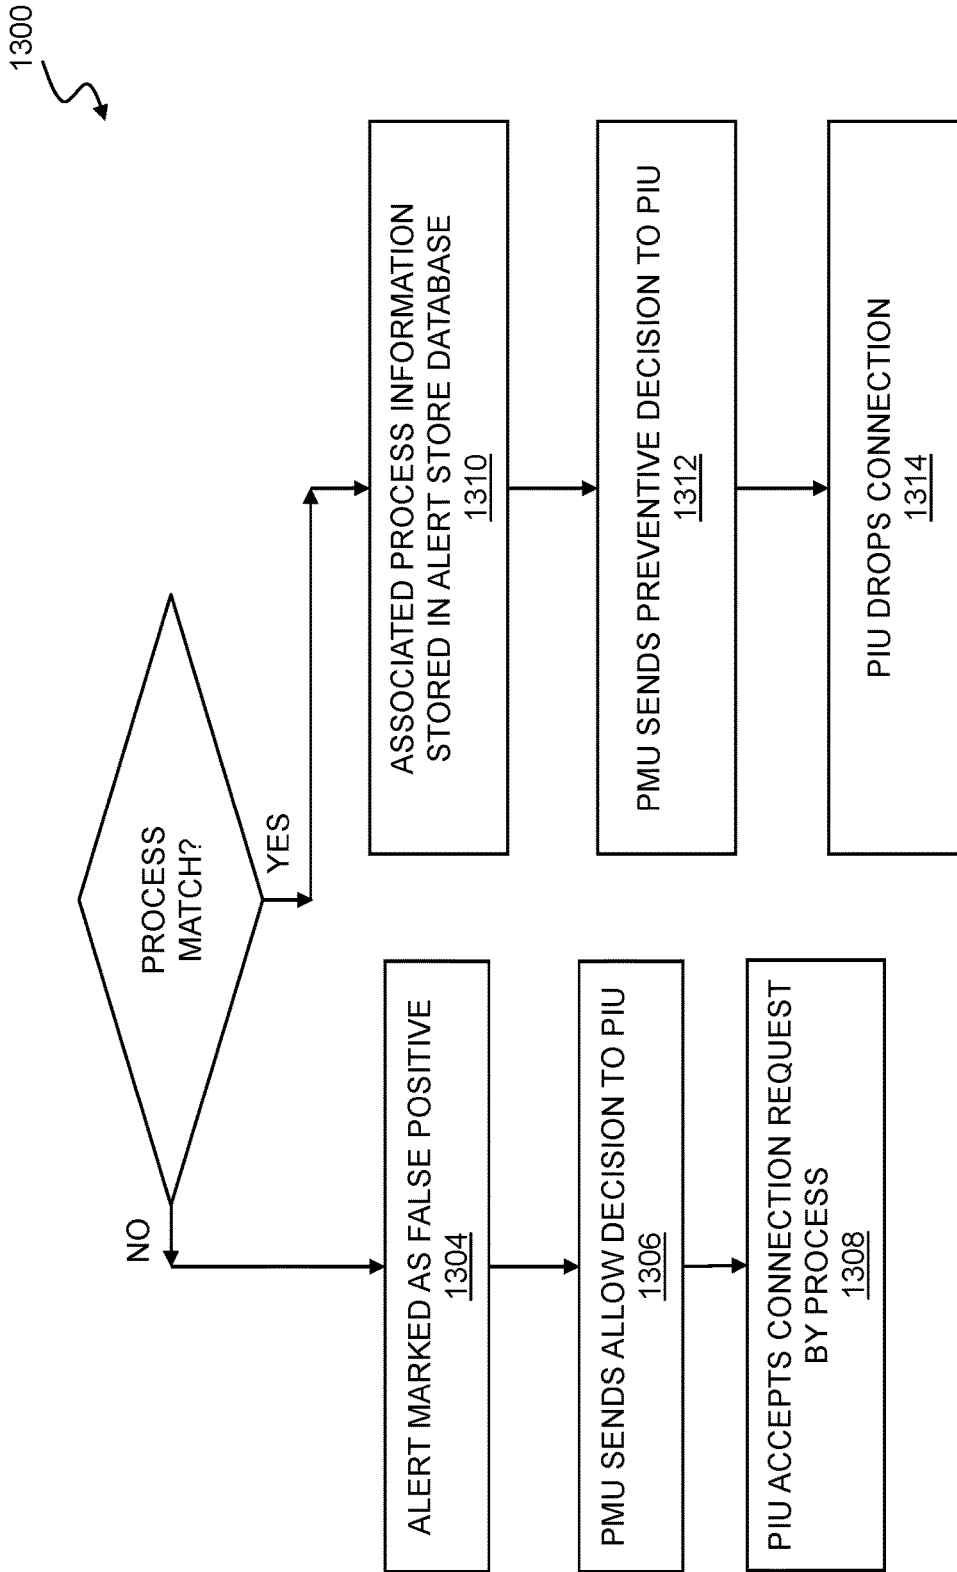 1300
PROCESS
MATCH?
NO
YES
ALERT MARKED AS FALSE POSITIVE
1304
PMU SENDS ALLOW DECISION TO PIU
1306
PIU ACCEPTS CONNECTION REQUEST
BY PROCESS
1308
ASSOCIATED PROCESS INFORMATION
STORED IN ALERT STORE DATABASE
1310
PMU SENDS PREVENTIVE DECISION TO PIU
1312
PIU DROPS CONNECTION
1314